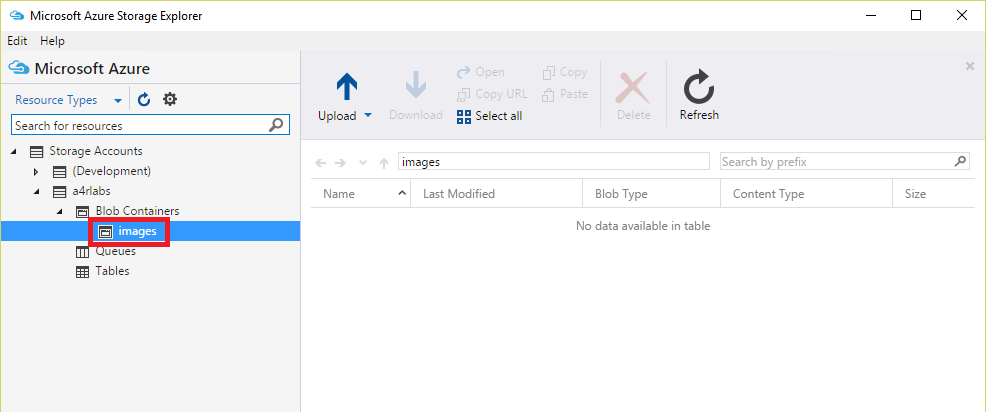 Microsoft Azure Storage Explorer
Edit Help
Microsoft Azure
Resource Types
Search for resources
Storage Accounts
(Development)
a4rlabs
Blob Containers
images
Queues
Tables
Upload
Download
Open
Copy URL
Select all
Copy
Paste
Delete
Refresh
images
Search by prefix
Name Last Modified Blob Type Content Type Size
No data available in table